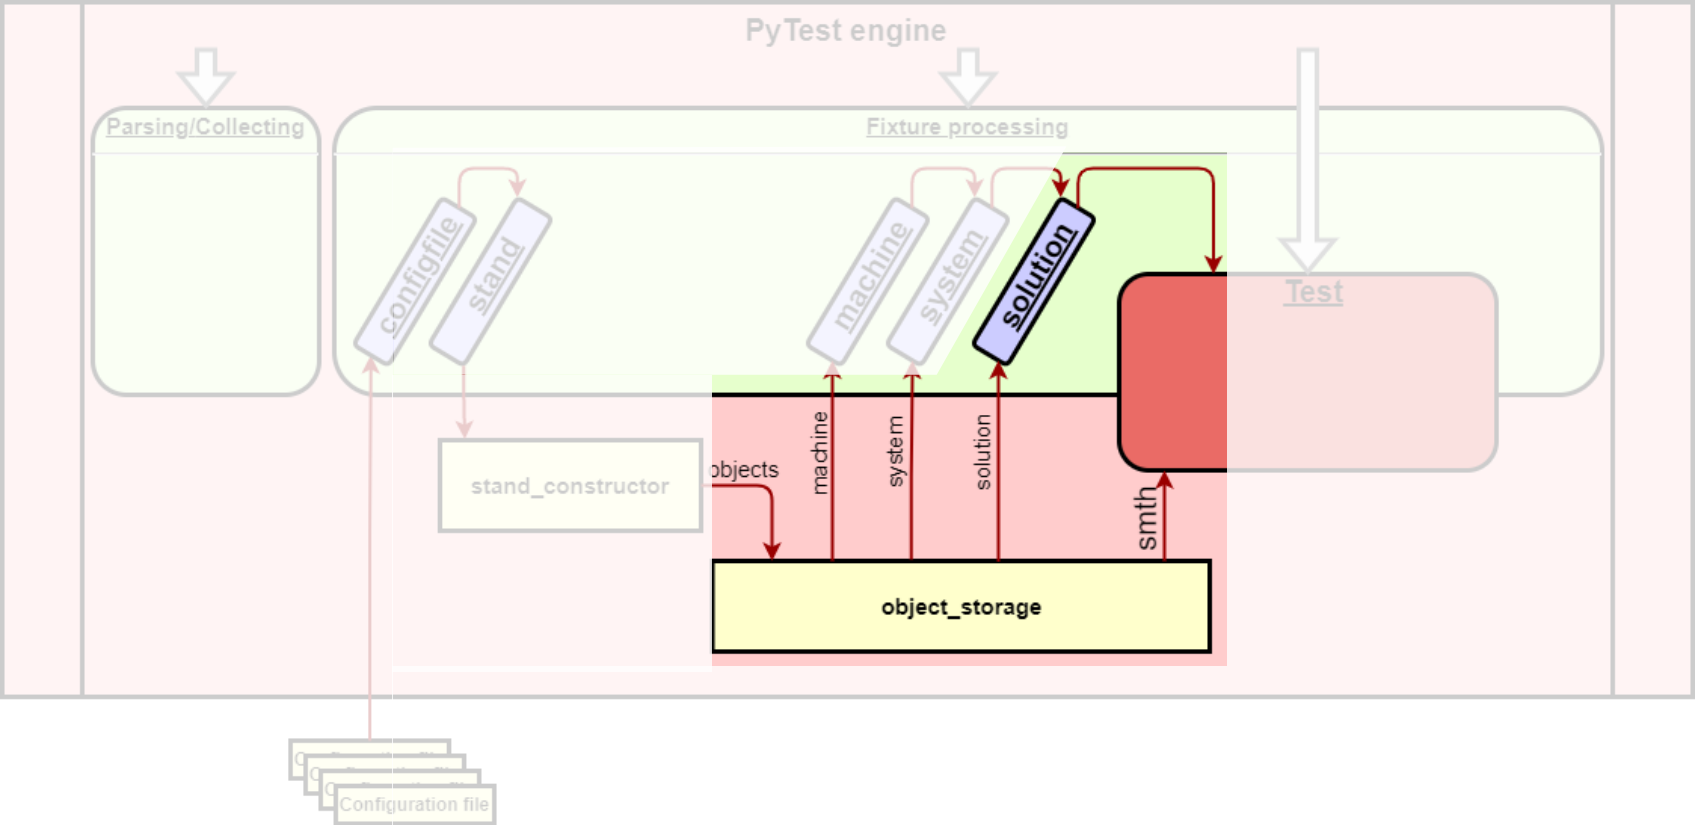 PyTest engine
Parsing/Collecting
Fixture processing
configfile
stand
machine
system
solution
Test
machine
system
solution
objects
stand_constructor
smth
object_storage
Configuration file